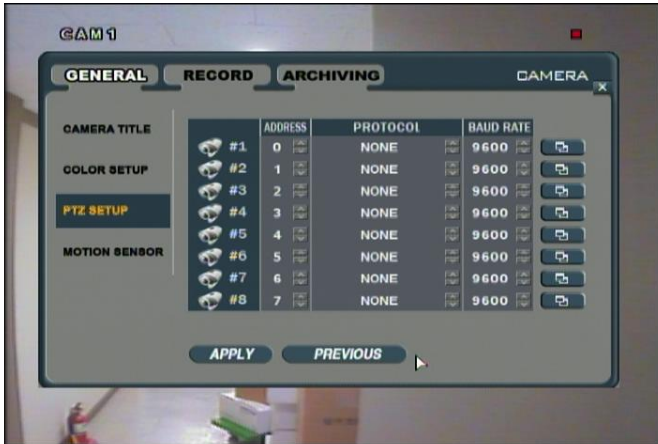 CAM 1
GENERAL RECORD ARCHIVING CAMERA
CAMERA TITLE
COLOR SETUP
PTZ SETUP
MOTION SENSOR
ADDRESS PROTOCOL BAUD RATE
#1 0 NONE 9600
#2 1 NONE 9600
#3 2 NONE 9600
#4 3 NONE 9600
#5 4 NONE 9600
#6 5 NONE 9600
#7 6 NONE 9600
#8 7 NONE 9600
APPLY PREVIOUS